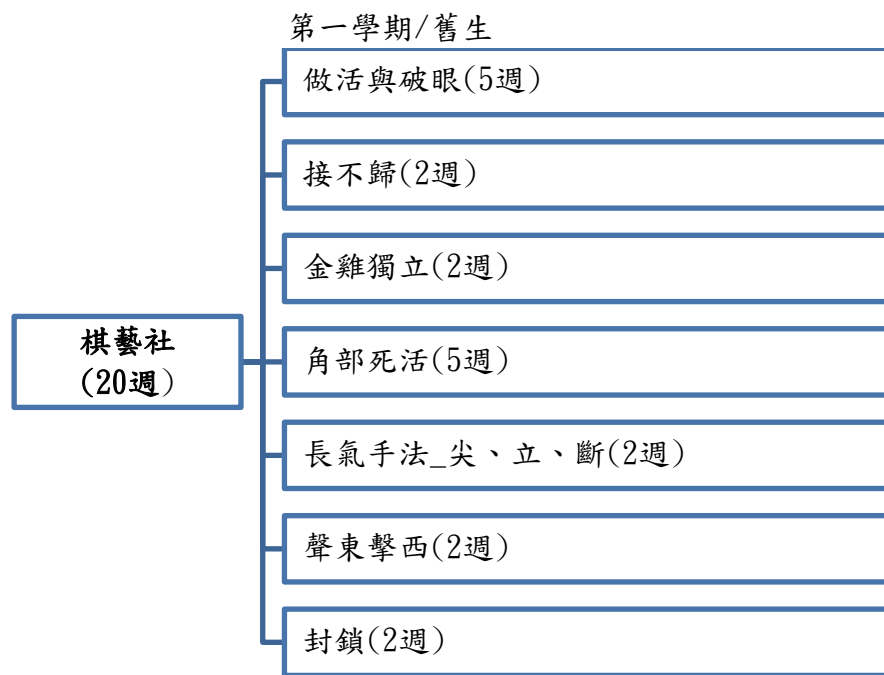 第一學期/舊生
做活與破眼(5週)
接不歸(2週)
金雞獨立(2週)
棋藝社
(20週)
角部死活(5週)
長氣手法_尖、立、斷(2週)
聲東擊西(2週)
封鎖(2週)